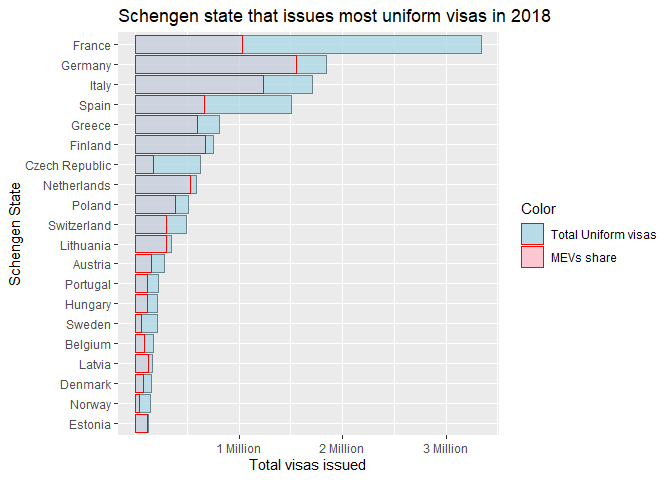 Schengen state that issues most uniform visas in 2018
Schengen State
France
Germany
Italy
Spain
Greece
Finland
Czech Republic
Netherlands
Poland
Switzerland
Lithuania
Austria
Portugal
Hungary
Sweden
Belgium
Latvia
Denmark
Norway
Estonia
1 Million
2 Million
3 Million
Total visas issued
Color
Total Uniform visas
MEVs share